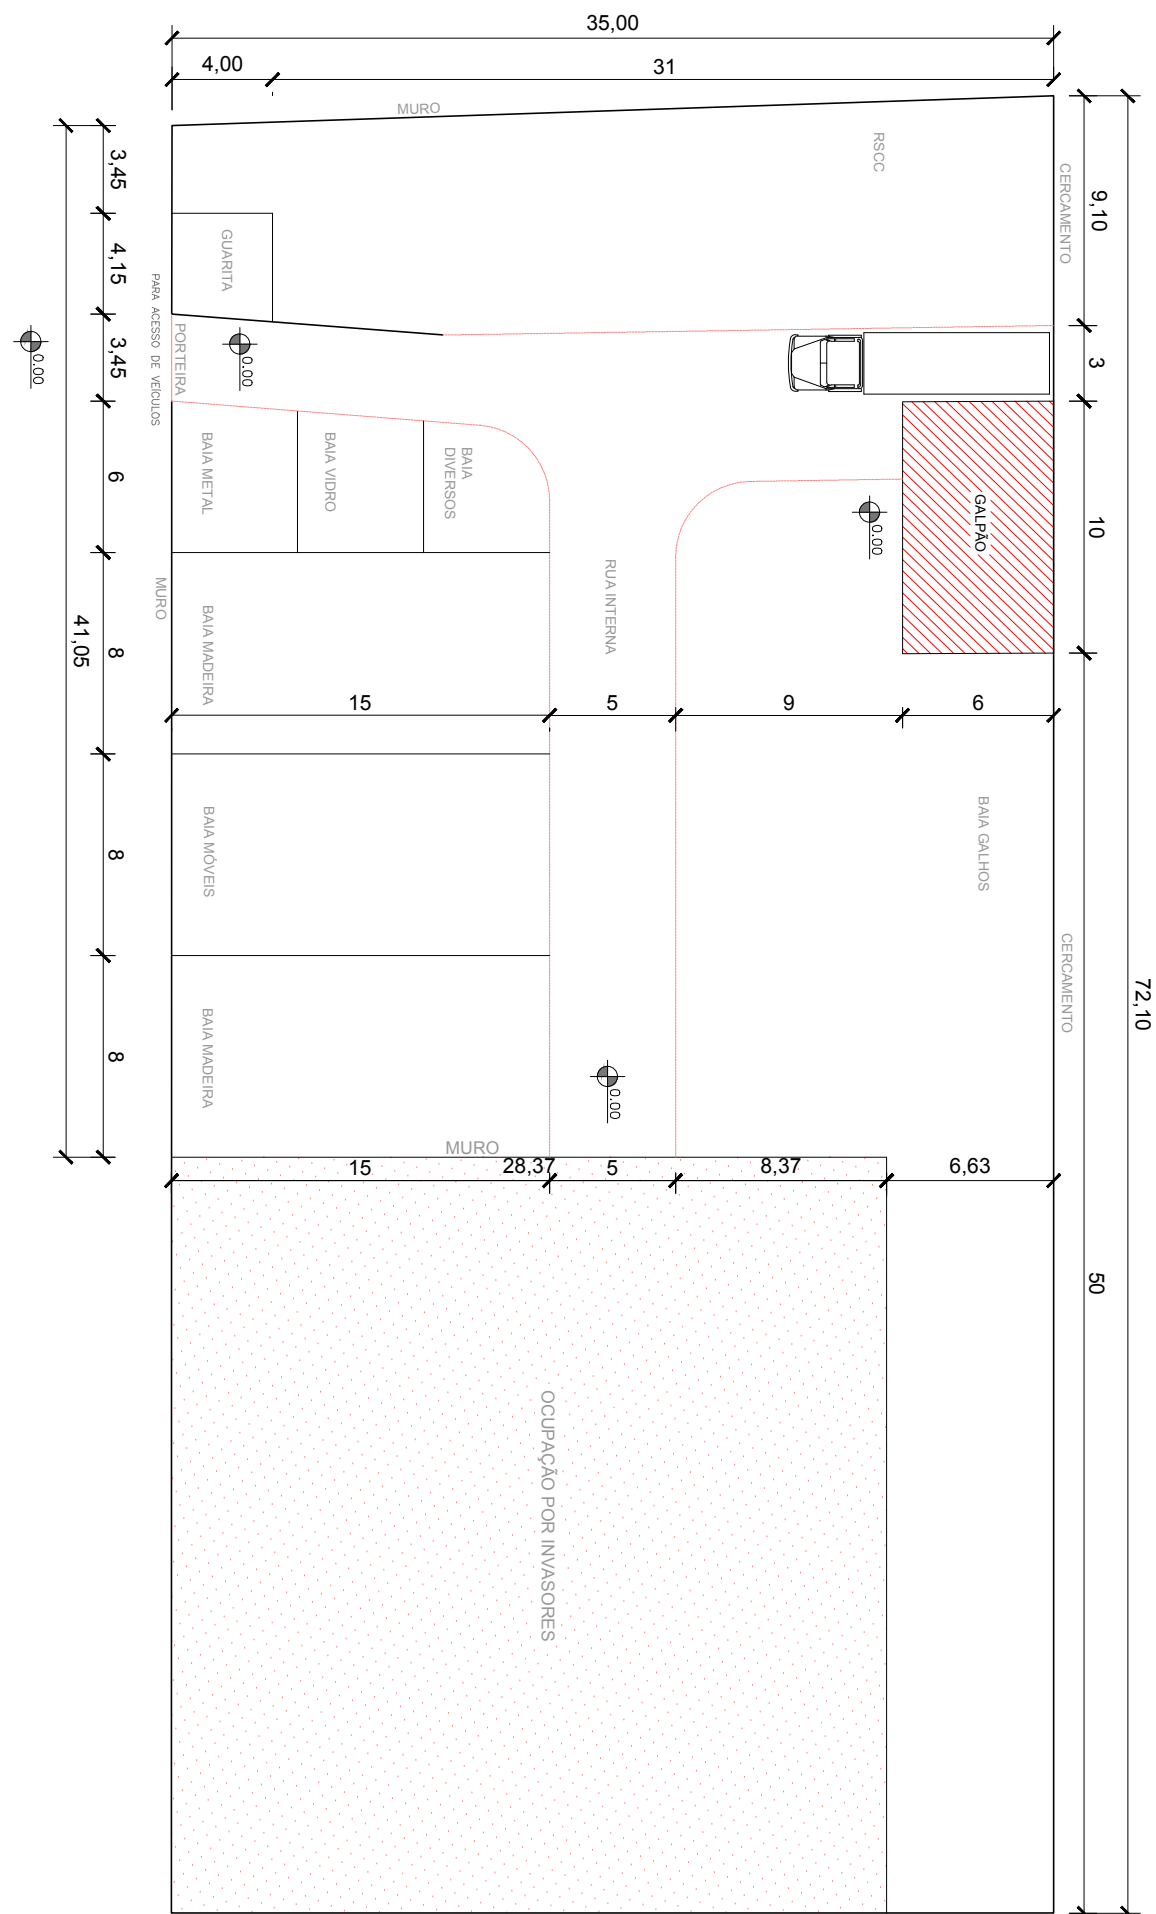 35,00
4,00
31
MURO
RSCC
CERCAMENTO
9,10
3,45
GUARITA
4,15
PARA ACESSO DE VEÍCULOS
PORTEIRA
0.00
0.00
3,45
3
BAIA METAL
BAIA VIDRO
BAIA
DIVERSOS
6
GALPÃO
0.00
10
MURO
RUA INTERNA
BAIA MADEIRA
41,05
8
15
5
9
6
BAIA MÓVEIS
8
BAIA GALHOS
CERCAMENTO
72,10
BAIA MADEIRA
8
0.00
MURO
15
28,37
5
8,37
6,63
50
OCUPAÇÃO POR INVASORES